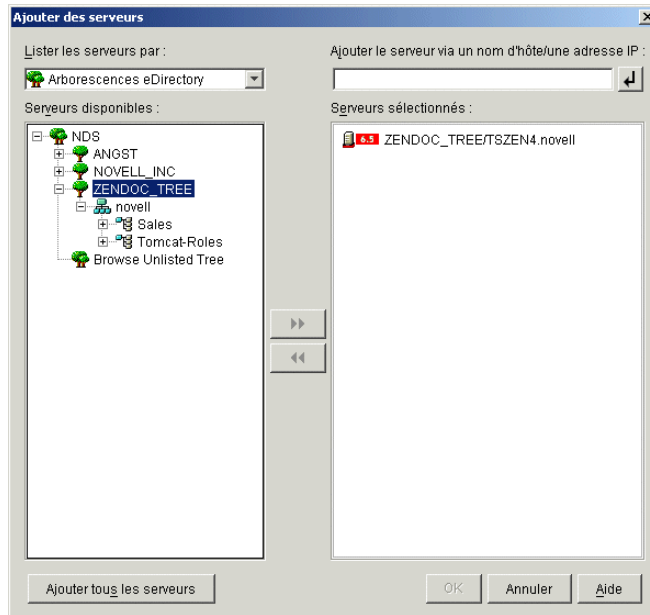 Ajouter des serveurs
Lister les serveurs par :
Arborescences eDirectory
Serveurs disponibles :
NDS
ANGST
NOVELL_INC
ZENDOC_TREE
novell
Sales
Tomcat-Roles
Browse Unlisted Tree
Ajouter tous les serveurs
Ajouter le serveur via un nom d'hôte/une adresse IP :
Serveurs sélectionnés :
6.5 ZENDOC_TREE/TSZEN4.novell
OK
Annuler
Aide